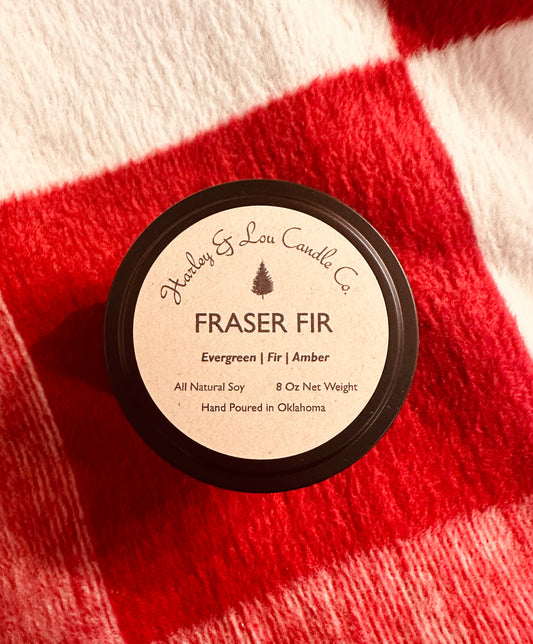 Harley & Lou Candle Co.
FRASER FIR
Evergreen | Fir | Amber
All Natural Soy 8 Oz Net Weight
Hand Poured in Oklahoma